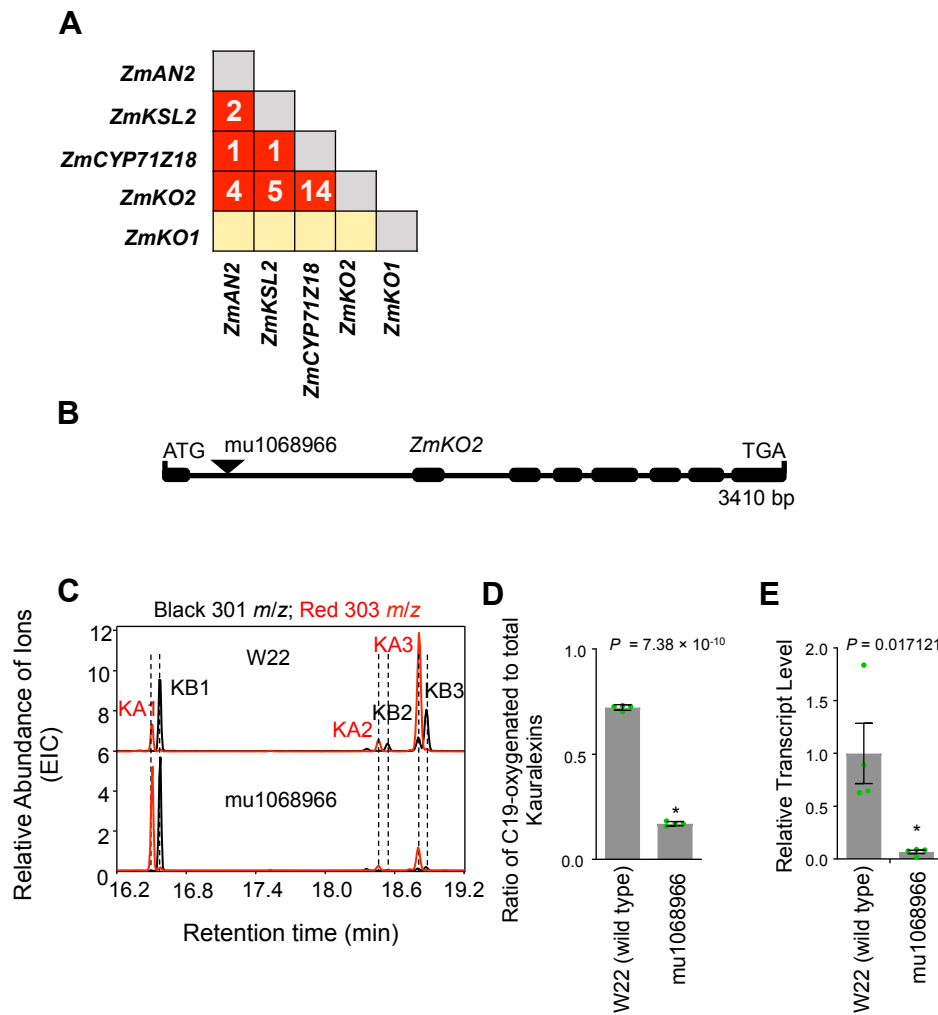 A
ZmAN2
ZmKSL2
2
ZmCYP71Z18
1 1
ZmKO2
4 5 14
ZmKO1
ZmAN2
ZmKSL2
ZmCYP71Z18
ZmKO2
ZmKO1
B
ATG
mu1068966
ZmKO2
TGA
3410 bp
C
Black 301 m/z; Red 303 m/z
Relative Abundance of Ions
(EIC)
12
10
8
6
4
2
0
W22
KA1
KB1
KA2
KB2
KA3
KB3
mu1068966
16.2 16.8 17.4 18.0 18.8 19.2
Retention time (min)
D
P = 7.38 × 10-10
Ratio of C19-oxygenated to total
Kauralexins
1.0
0.5
0.0
*
W22 (wild type)
mu1068966
E
P = 0.017121
Relative Transcript Level
2.0
1.5
1.0
0.5
0.0
*
W22 (wild type)
mu1068966